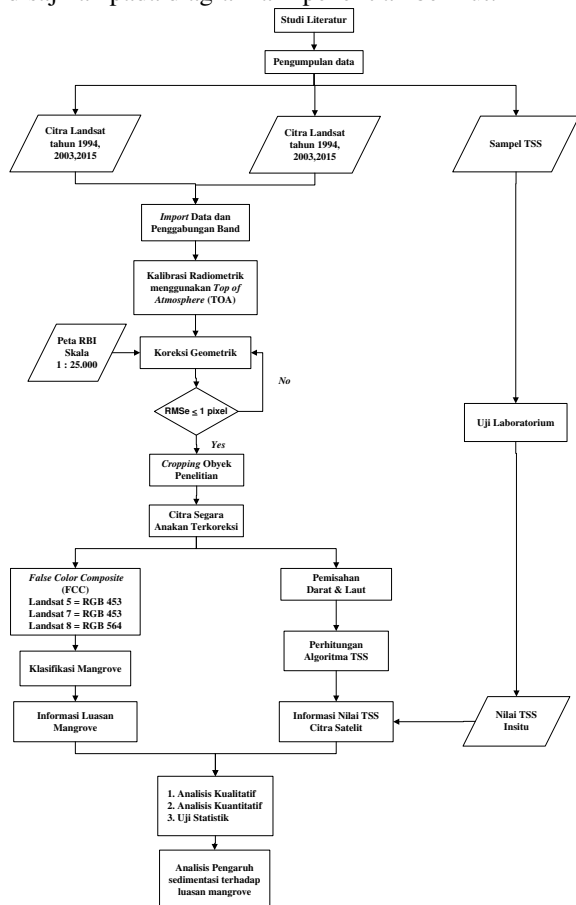 Studi Literatur
Pengumpulan data
Citra Landsat
tahun 1994,
2003,2015
Citra Landsat
tahun 1994,
2003,2015
Sampel TSS
Import Data dan
Penggabungan Band
Kalibrasi Radiometrik
menggunakan Top of
Atmosphere (TOA)
Peta RBI
Skala
1 : 25.000
Koreksi Geometrik
No
RMSe ≤ 1 pixel
Uji Laboratorium
Yes
Cropping Obyek
Penelitian
Citra Segara
Anakan Terkoreksi
False Color Composite
(FCC)
Landsat 5 = RGB 453
Landsat 7 = RGB 453
Landsat 8 = RGB 564
Pemisahan
Darat & Laut
Klasifikasi Mangrove
Perhitungan
Algoritma TSS
Informasi Luasan
Mangrove
Informasi Nilai TSS
Citra Satelit
Nilai TSS
Insitu
1. Analisis Kualitatif
2. Analisis Kuantitatif
3. Uji Statistik
Analisis Pengaruh
sedimentasi terhadap
luasan mangrove